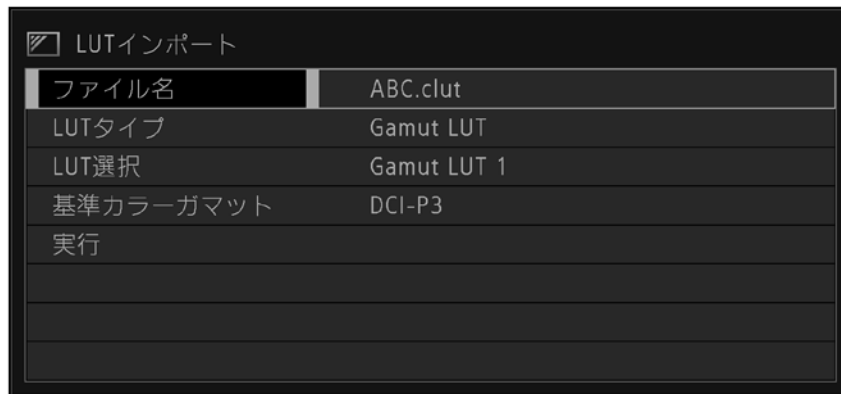 LUTインポート
ファイル名 ABC.clut
LUTタイプ Gamut LUT
LUT選択 Gamut LUT 1
基準カラーガマット DCI-P3
実行